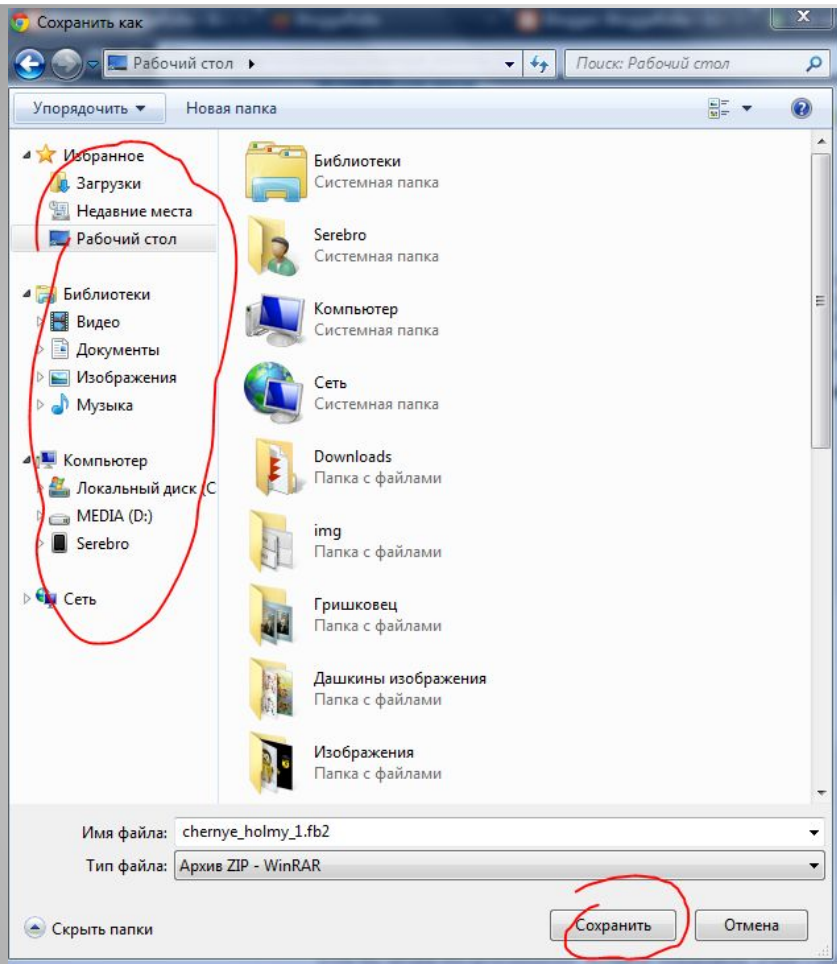 Сохранить как
Рабочий стол
Поиск: Рабочий стол
Упорядочить
Новая папка
Избранное
Загрузки
Недавние места
Рабочий стол
Библиотеки
Видео
Документы
Изображения
Музыка
Компьютер
Локальный диск (C
MEDIA (D:)
Serebro
Сеть
Библиотеки
Системная папка
Serebro
Системная папка
Компьютер
Системная папка
Сеть
Системная папка
Downloads
Папка с файлами
img
Папка с файлами
Гришковец
Папка с файлами
Дашкины изображения
Папка с файлами
Изображения
Папка с файлами
Имя файла: chernye_holmy_1.fb2
Тип файла: Архив ZIP - WinRAR
Скрыть папки
Сохранить
Отмена